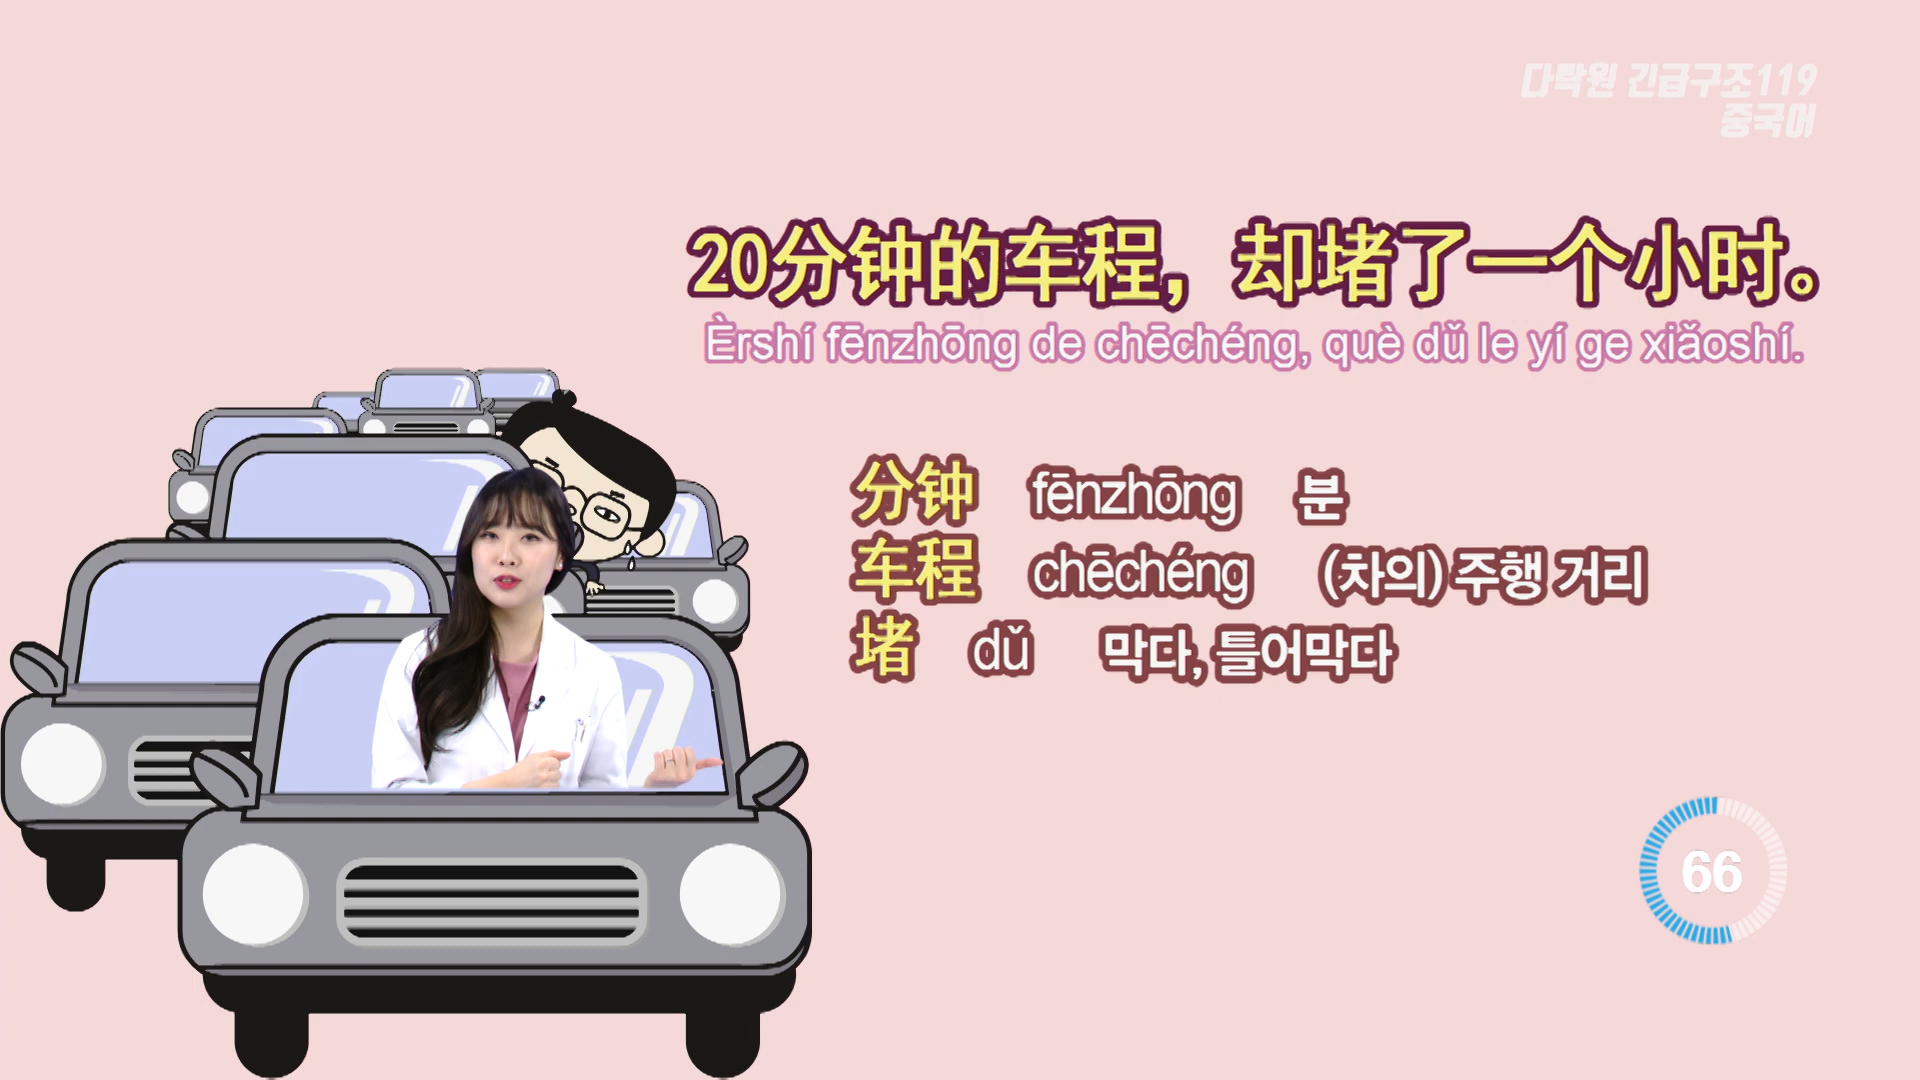 다락원 긴급구조119
중국어
20分钟的车程，却堵了一个小时。
Èrshí fēnzhōng de chēchéng, què dǔ le yí ge xiǎoshí.
分钟 fēnzhōng 분
车程 chēchéng (차의) 주행 거리
堵 dǔ 막다, 틀어막다
66